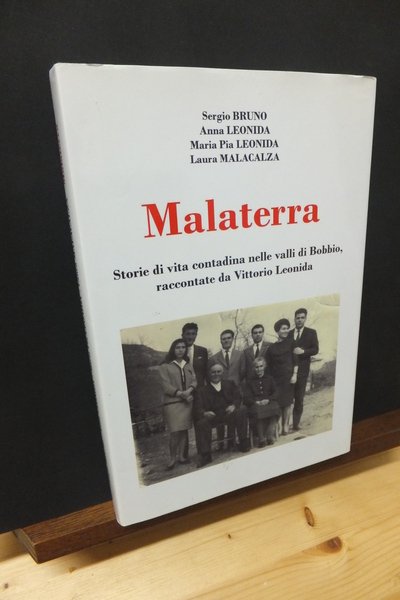 Sergio BRUNO
Anna LEONIDA
Maria Pia LEONIDA
Laura MALACALZA
Malaterra
Storie di vita contadina nelle valli di Bobbio,
raccontate da Vittorio Leonida